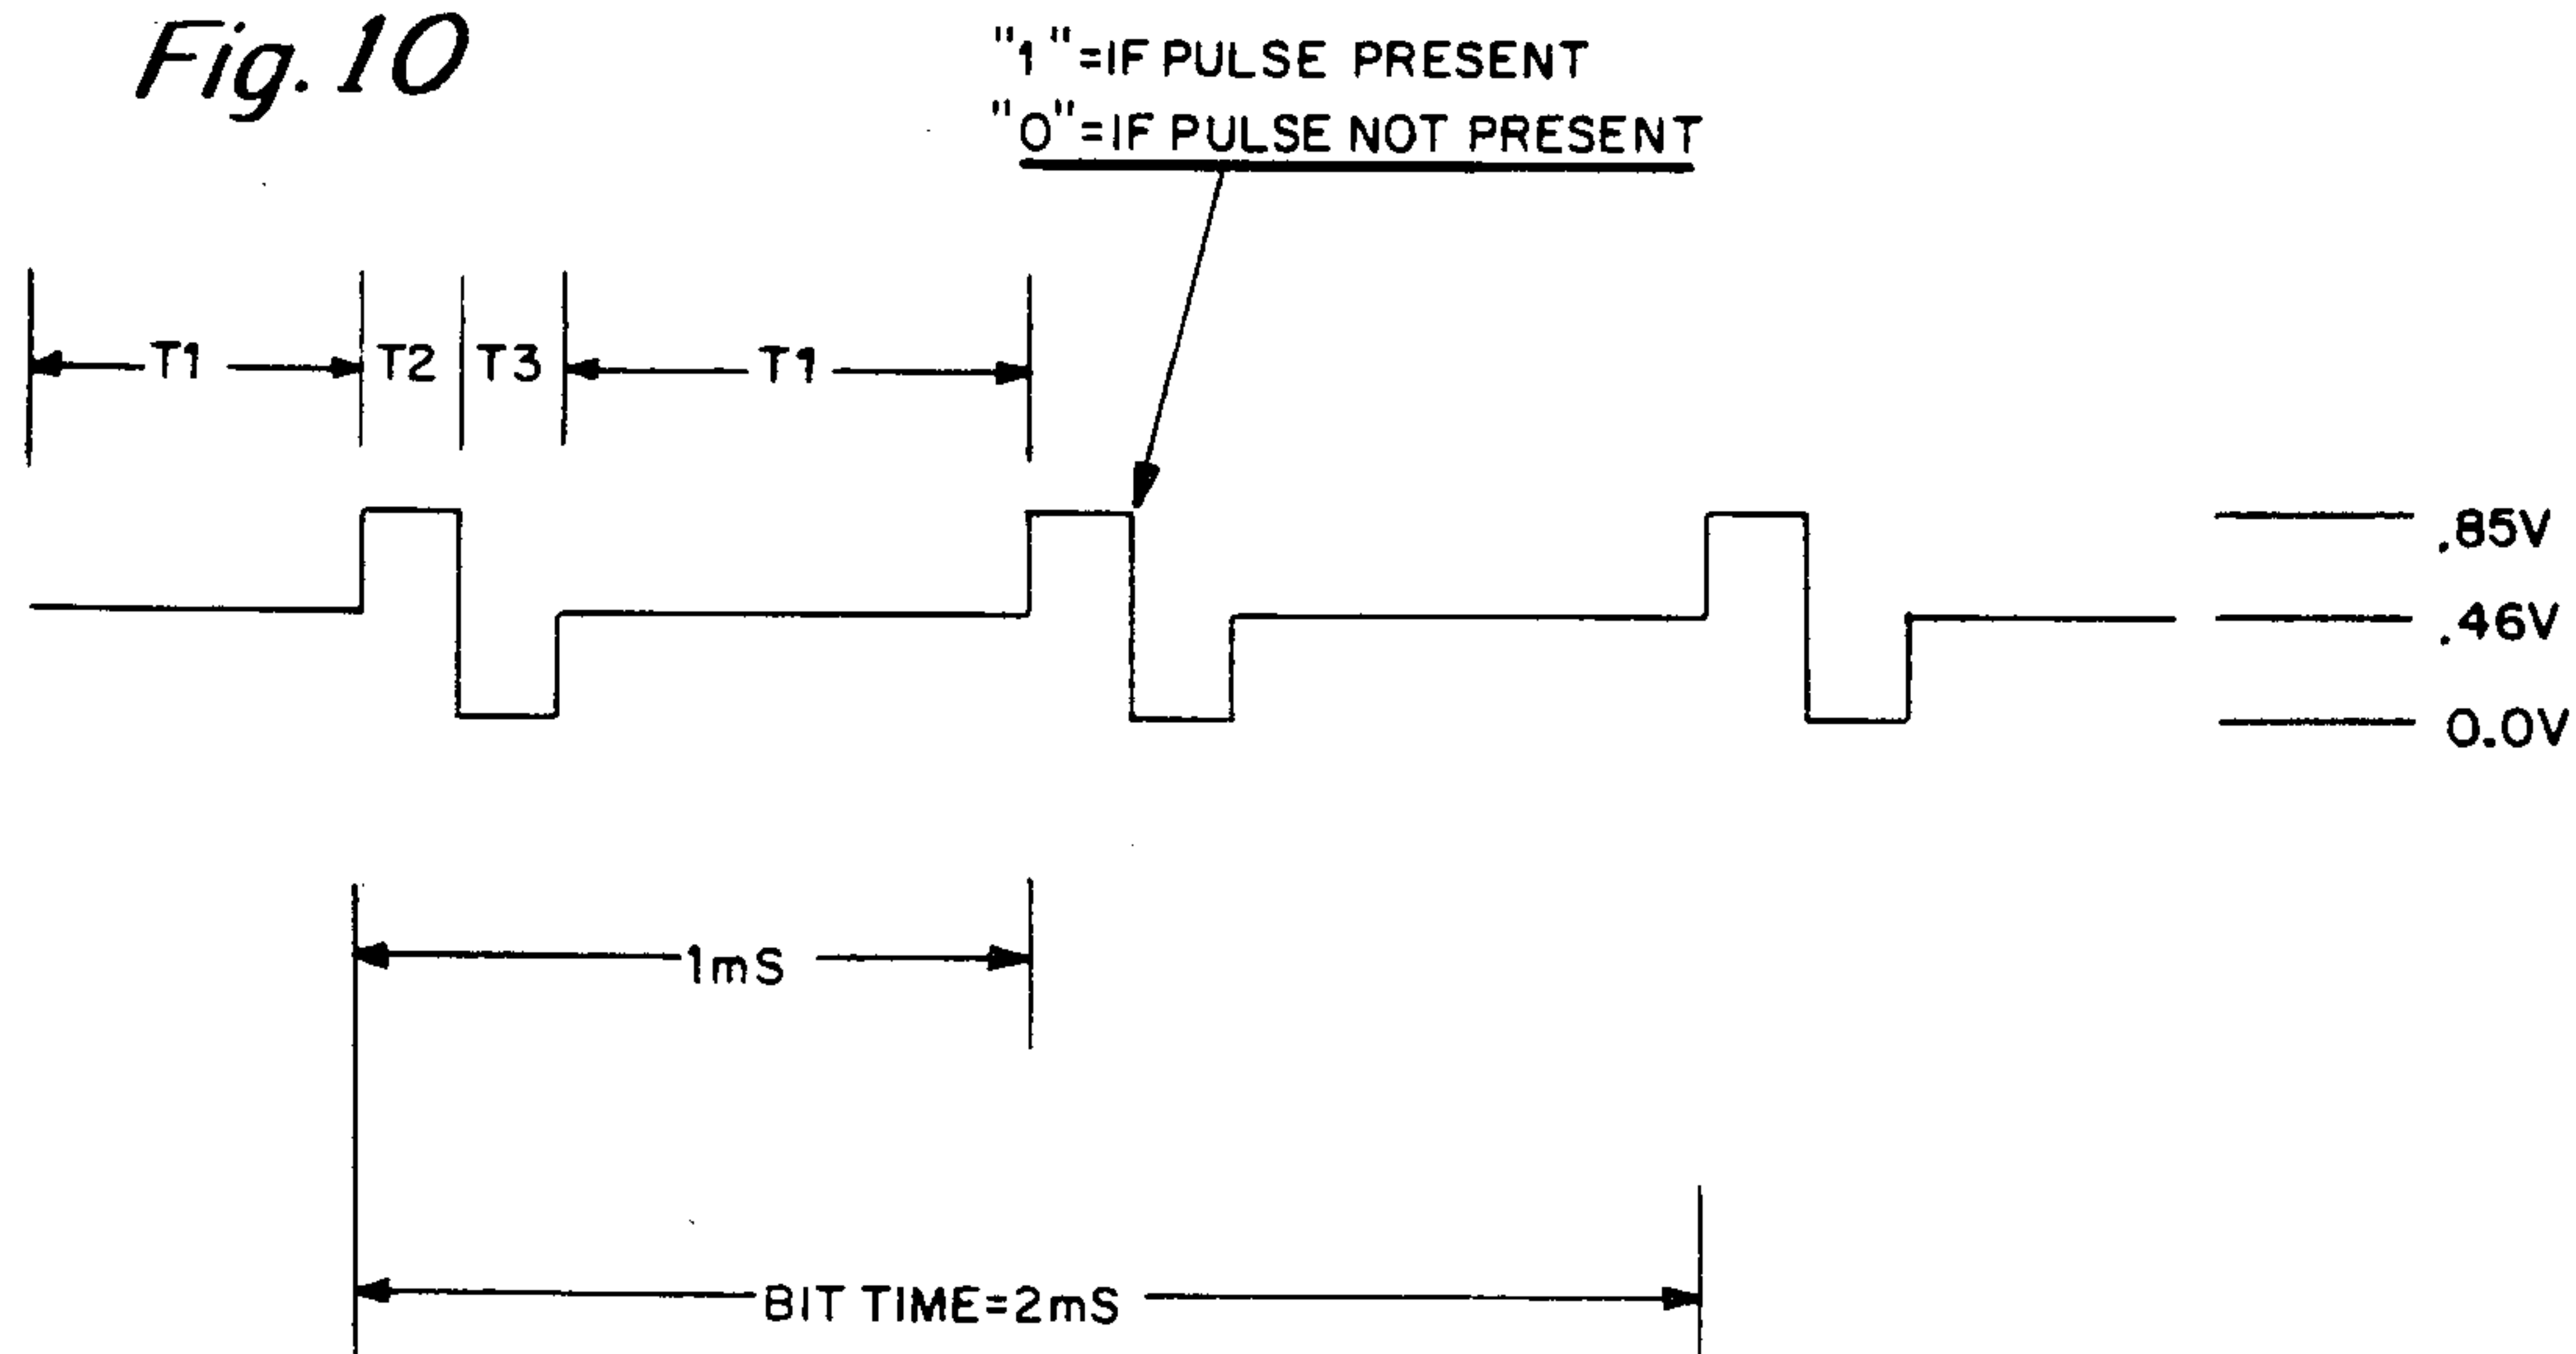 Fig. 10
"1"=IF PULSE PRESENT
"0"=IF PULSE NOT PRESENT
T1
T2
T3
T1
.85V
.46V
0.0V
1mS
BIT TIME=2mS